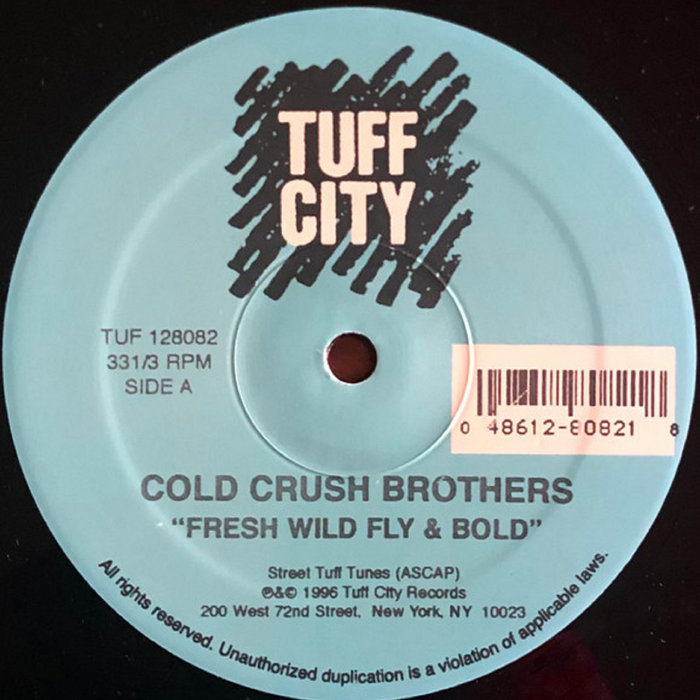 TUFF
CITY
TUF 128082
331/3 RPM
SIDE A
0 48612-80821 8
COLD CRUSH BROTHERS
"FRESH WILD FLY & BOLD"
Street Tuff Tunes (ASCAP)
℗&© 1996 Tuff City Records
200 West 72nd Street, New York, NY 10023
All rights reserved. Unauthorized duplication is a violation of applicable laws.